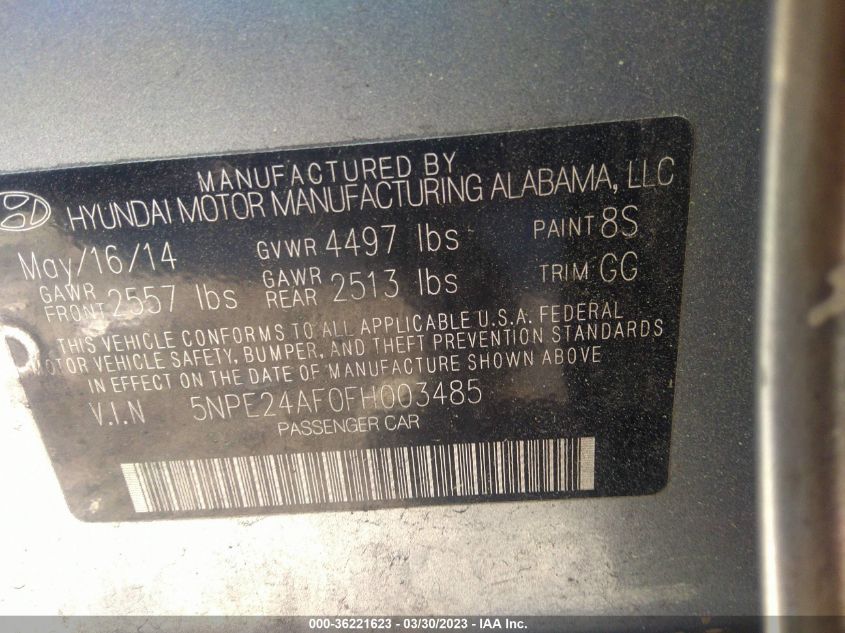 MANUFACTURED BY
HYUNDAI MOTOR MANUFACTURING ALABAMA, LLC
May/16/14 GVWR 4497 lbs PAINT 8S
GAWR FRONT 2557 lbs GAWR REAR 2513 lbs TRIM GG
THIS VEHICLE CONFORMS TO ALL APPLICABLE U.S.A. FEDERAL
MOTOR VEHICLE SAFETY, BUMPER, AND THEFT PREVENTION STANDARDS
IN EFFECT ON THE DATE OF MANUFACTURE SHOWN ABOVE
V.I.N 5NPE24AF0FH003485
PASSENGER CAR
000-36221623 - 03/30/2023 - IAA Inc.